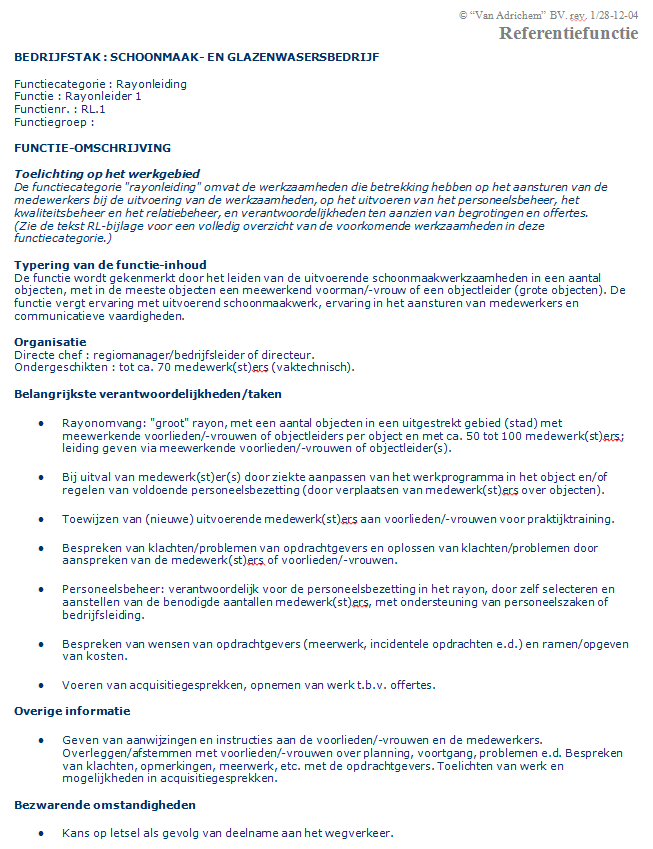 © “Van Adrichem” BV. rev. 1/28-12-04
Referentiefunctie
BEDRIJFSTAK : SCHOONMAAK- EN GLAZENWASERSBEDRIJF
Functiecategorie : Rayonleiding
Functie : Rayonleider 1
Functienr. : RL.1
Functiegroep :
FUNCTIE-OMSCHRIJVING
Toelichting op het werkgebied
De functiecategorie "rayonleiding" omvat de werkzaamheden die betrekking hebben op het aansturen van de
medewerkers bij de uitvoering van de werkzaamheden, op het uitvoeren van het personeelsbeheer, het
kwaliteitsbeheer en het relatiebeheer, en verantwoordelijkheden ten aanzien van begrotingen en offertes.
(Zie de tekst RL-bijlage voor een volledig overzicht van de voorkomende werkzaamheden in deze
functiecategorie.)
Typering van de functie-inhoud
De functie wordt gekenmerkt door het leiden van de uitvoerende schoonmaakwerkzaamheden in een aantal
objecten, met in de meeste objecten een meewerkend voorman/-vrouw of een objectleider (grote objecten). De
functie vergt ervaring met uitvoerend schoonmaakwerk, ervaring in het aansturen van medewerkers en
communicatieve vaardigheden.
Organisatie
Directe chef : regiomanager/bedrijfsleider of directeur.
Ondergeschikten : tot ca. 70 medewerk(st)ers (vaktechnisch).
Belangrijkste verantwoordelijkheden/taken
● Rayonomvang: "groot" rayon, met een aantal objecten in een uitgestrekt gebied (stad) met
meewerkende voorlieden/-vrouwen of objectleiders per object en met ca. 50 tot 100 medewerk(st)ers;
leiding geven via meewerkende voorlieden/-vrouwen of objectleider(s).
● Bij uitval van medewerk(st)er(s) door ziekte aanpassen van het werkprogramma in het object en/of
regelen van voldoende personeelsbezetting (door verplaatsen van medewerk(st)ers over objecten).
● Toewijzen van (nieuwe) uitvoerende medewerk(st)ers aan voorlieden/-vrouwen voor praktijktraining.
● Bespreken van klachten/problemen van opdrachtgevers en oplossen van klachten/problemen door
aanspreken van de medewerk(st)ers of voorlieden/-vrouwen.
● Personeelsbeheer: verantwoordelijk voor de personeelsbezetting in het rayon, door zelf selecteren en
aanstellen van de benodigde aantallen medewerk(st)ers, met ondersteuning van personeelszaken of
bedrijfsleiding.
● Bespreken van wensen van opdrachtgevers (meerwerk, incidentele opdrachten e.d.) en ramen/opgeven
van kosten.
● Voeren van acquisitiegesprekken, opnemen van werk t.b.v. offertes.
Overige informatie
● Geven van aanwijzingen en instructies aan de voorlieden/-vrouwen en de medewerkers.
Overleggen/afstemmen met voorlieden/-vrouwen over planning, voortgang, problemen e.d. Bespreken
van klachten, opmerkingen, meerwerk, etc. met de opdrachtgevers. Toelichten van werk en
mogelijkheden in acquisitiegesprekken.
Bezwarende omstandigheden
● Kans op letsel als gevolg van deelname aan het wegverkeer.